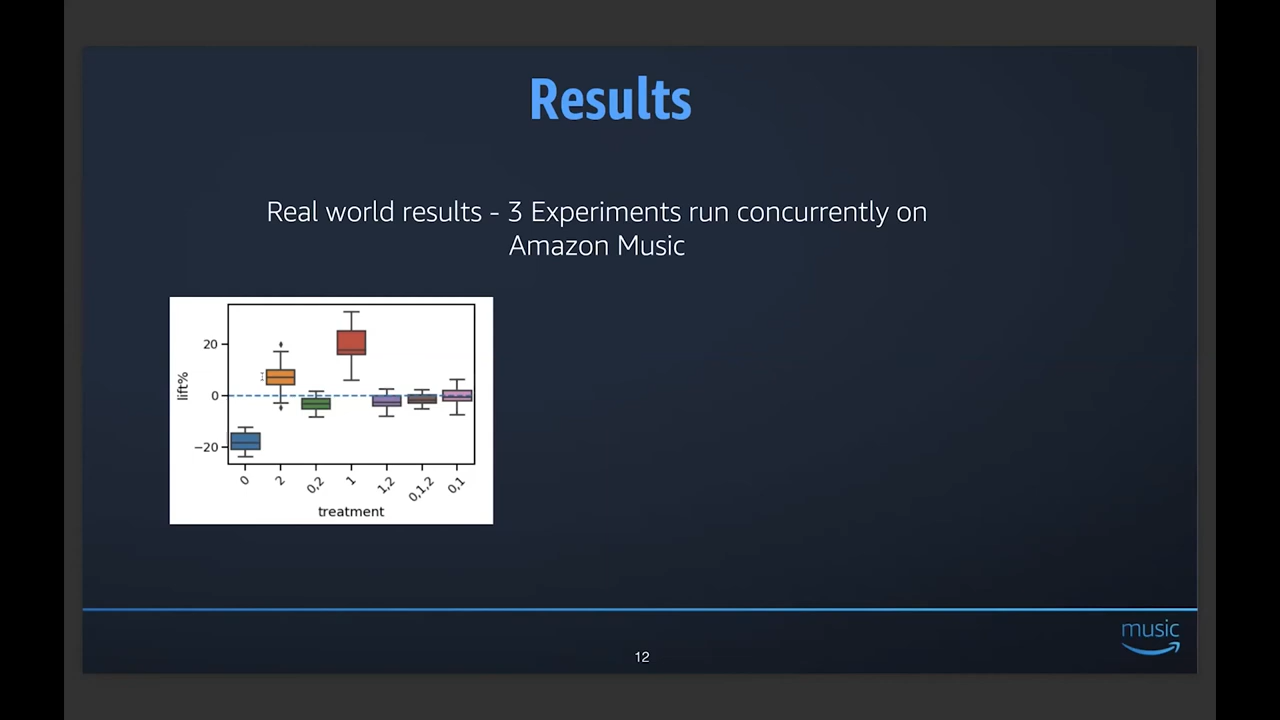 Results
Real world results - 3 Experiments run concurrently on
Amazon Music
20
0
−20
lift%
0
2
0,2
1
1,2
0,1,2
0,1
treatment
music
12